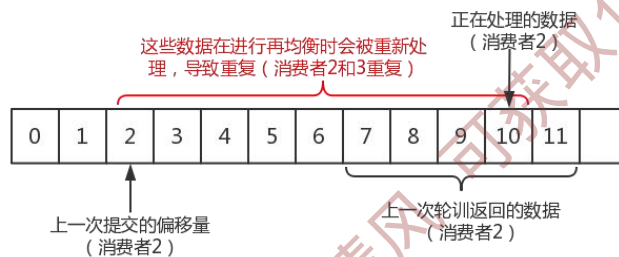 正在处理的数据
（消费者2）
这些数据在进行再均衡时会被重新处
理，导致重复（消费者2和3重复）
0 1 2 3 4 5 6 7 8 9 10 11
上一次提交的偏移量
（消费者2）
上一次轮训返回的数据
（消费者2）
风 可获取